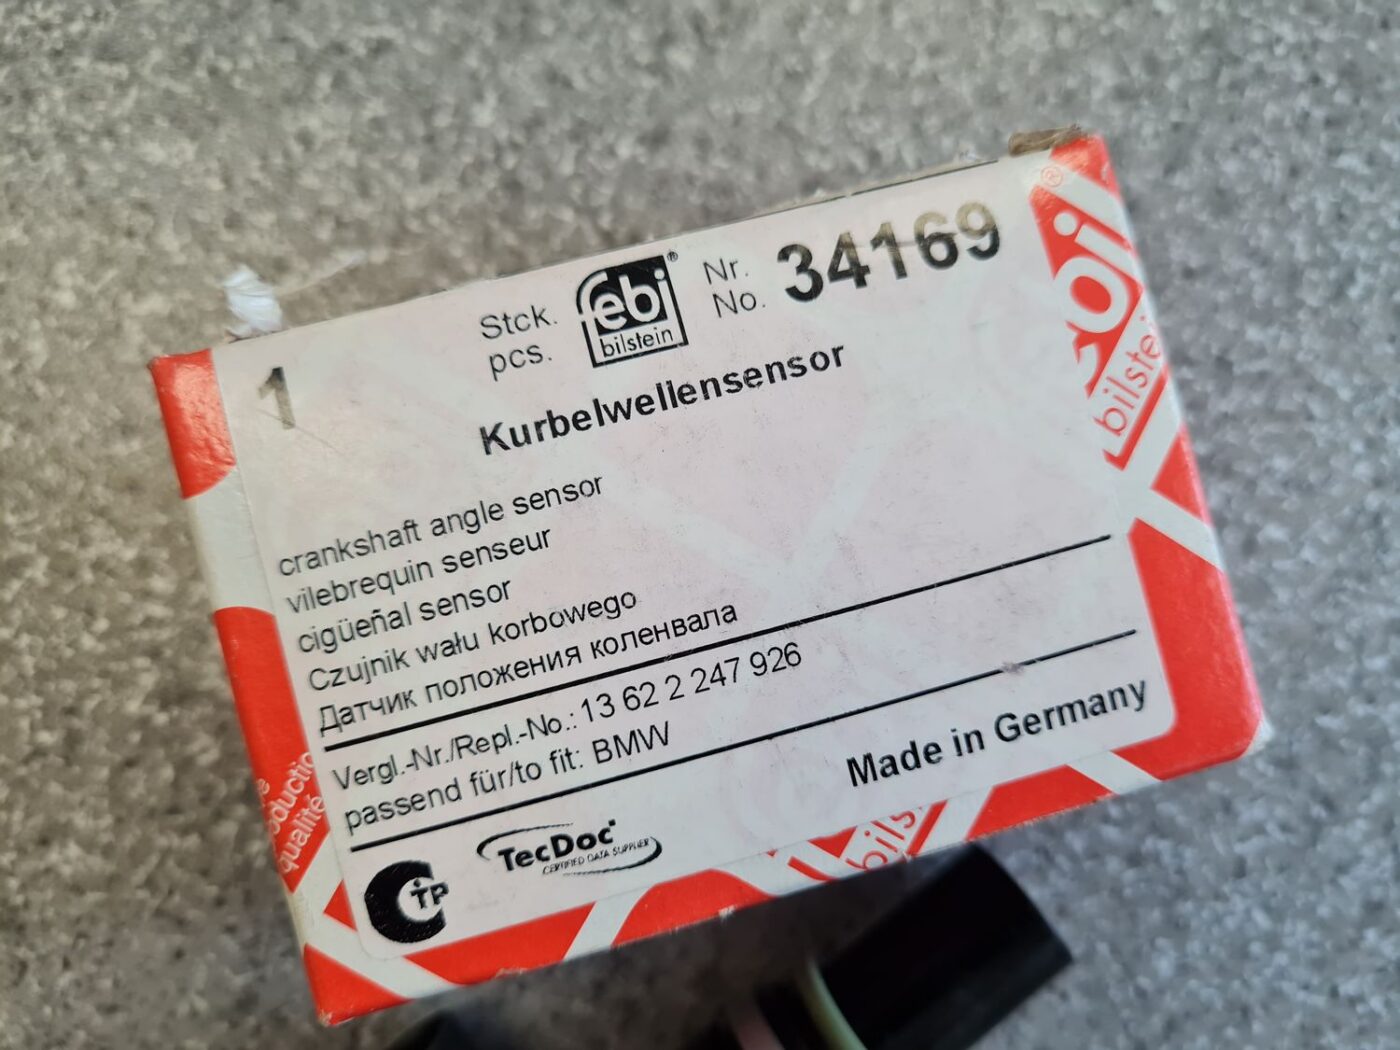 1
Stck.
pcs.
febi®
bilstein
Nr.
No.
34169
Kurbelwellensensor
crankshaft angle sensor
vilebrequin senseur
cigüeñal sensor
Czujnik wału korbowego
Датчик положения коленвала
Vergl.-Nr./Repl.-No.: 13 62 2 247 926
passend für/to fit: BMW
Made in Germany
TecDoc
CERTIFIED DATA SUPPLIER
qualité